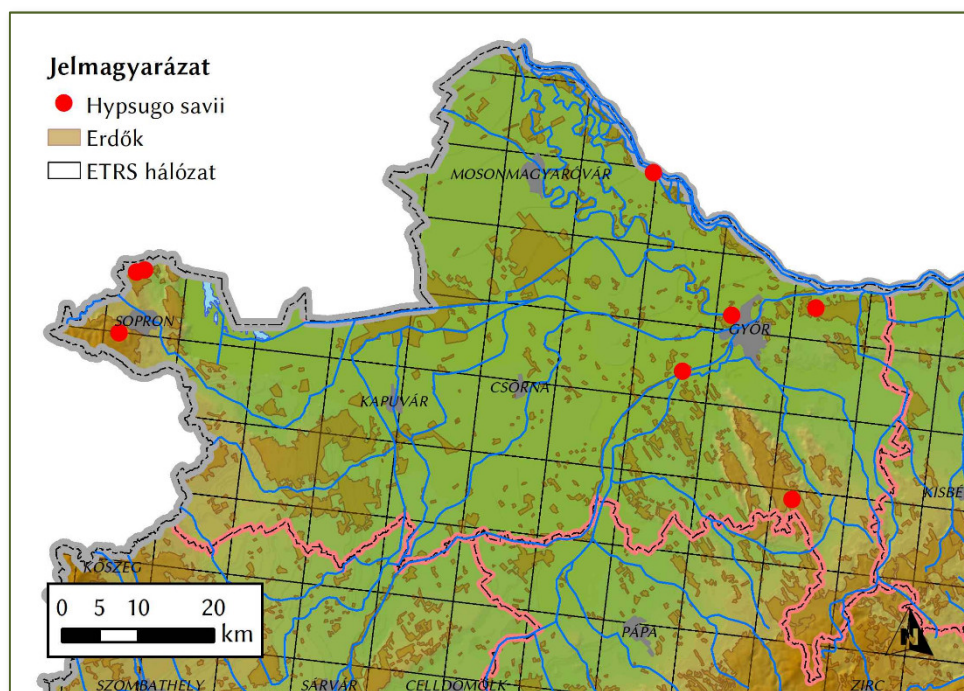 Jelmagyarázat
Hypsugo savii
Erdők
ETRS hálózat
MOSONMAGYARÓVÁR
SOPRON
GYŐR
CSORNA
KAPUVÁR
KISBÉ
KŐSZEG
0 5 10 20
km
PÁPA
N
SZOMBATHELY
SÁRVÁR
CELLDÖMÖLK
ZIRC